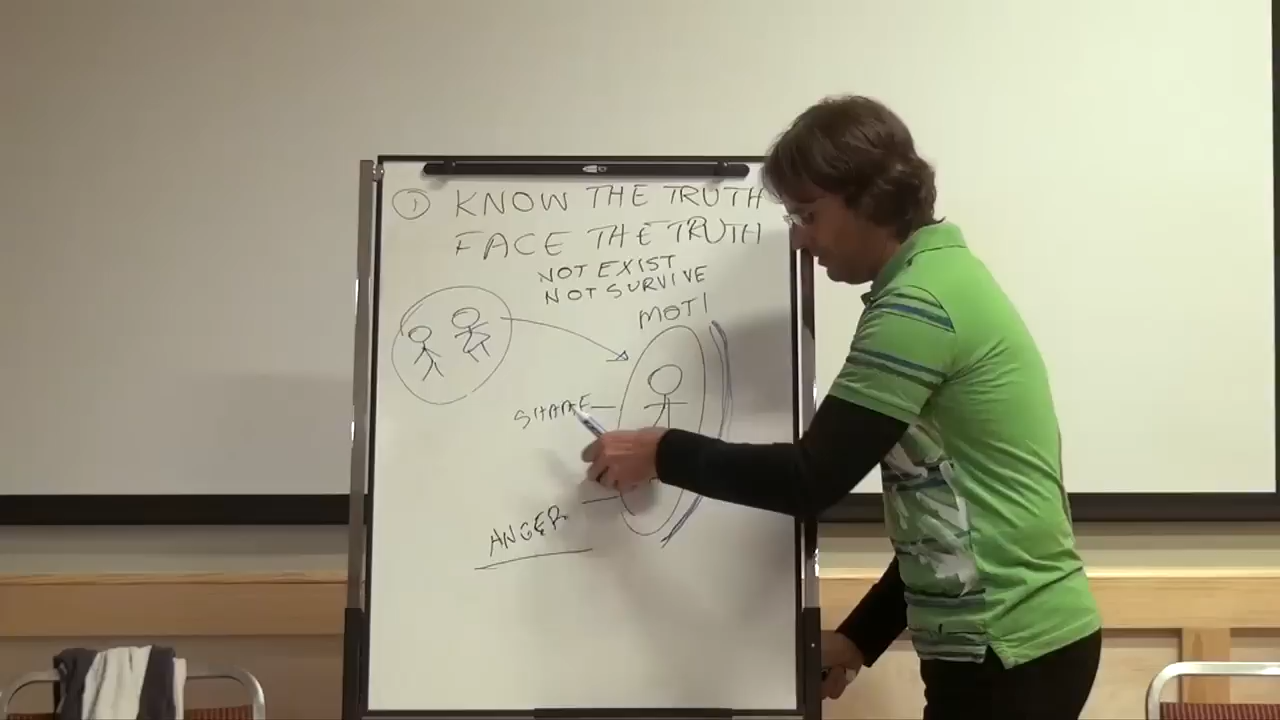 1 KNOW THE TRUTH
FACE THE TRUTH
NOT EXIST
NOT SURVIVE
MOTI
SHAME
ANGER